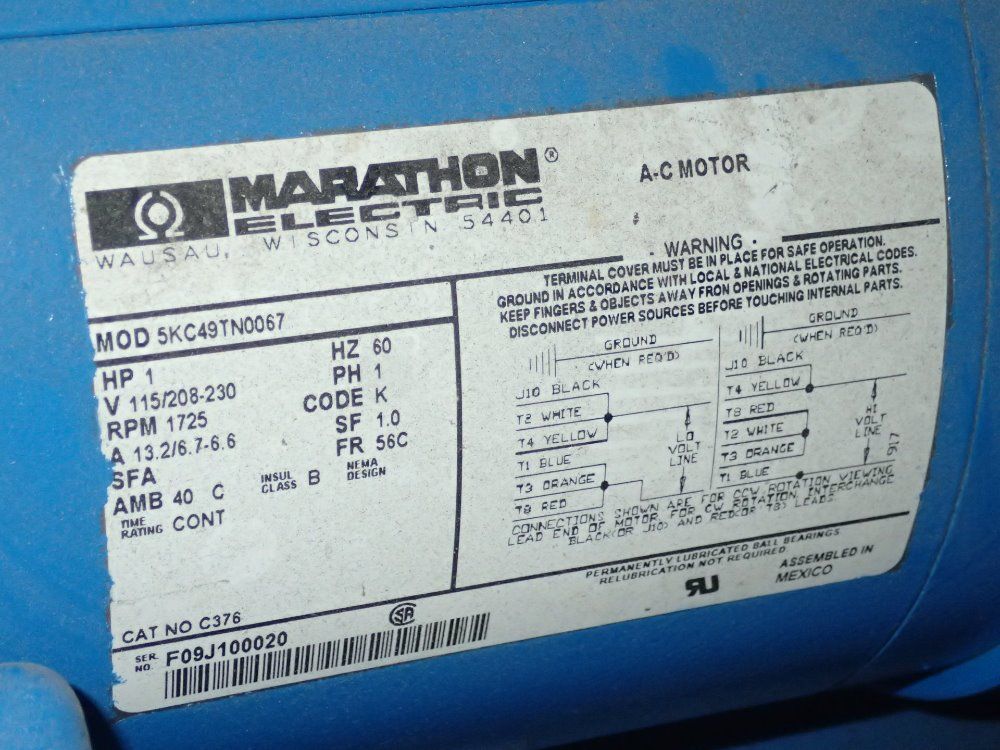 MARATHON®
ELECTRIC
WAUSAU, WISCONSIN 54401
A-C MOTOR
MOD 5KC49TN0067
HP 1 HZ 60
V 115/208-230 PH 1
RPM 1725 CODE K
A 13.2/6.7-6.6 SF 1.0
SFA FR 56C
AMB 40 C INSUL CLASS B NEMA DESIGN
TIME RATING CONT
- WARNING -
TERMINAL COVER MUST BE IN PLACE FOR SAFE OPERATION.
GROUND IN ACCORDANCE WITH LOCAL & NATIONAL ELECTRICAL CODES.
KEEP FINGERS & OBJECTS AWAY FRON OPENINGS & ROTATING PARTS.
DISCONNECT POWER SOURCES BEFORE TOUCHING INTERNAL PARTS.
GROUND
(WHEN REQ'D)
J10 BLACK
T2 WHITE
T4 YELLOW
T1 BLUE
T3 ORANGE
T8 RED
LO
VOLT
LINE
GROUND
(WHEN REQ'D)
J10 BLACK
T4 YELLOW
T8 RED
T2 WHITE
T3 ORANGE
T1 BLUE
HI
VOLT
LINE
917
CONNECTIONS SHOWN ARE FOR CCW ROTATION VIEWING
LEAD END OF MOTOR. FOR CW ROTATION INTERCHANGE
BLACK(OR J10) AND RED(OR T8) LEADS
PERMANENTLY LUBRICATED BALL BEARINGS
RELUBRICATION NOT REQUIRED
ASSEMBLED IN
MEXICO
CAT NO C376
SER. NO. F09J100020